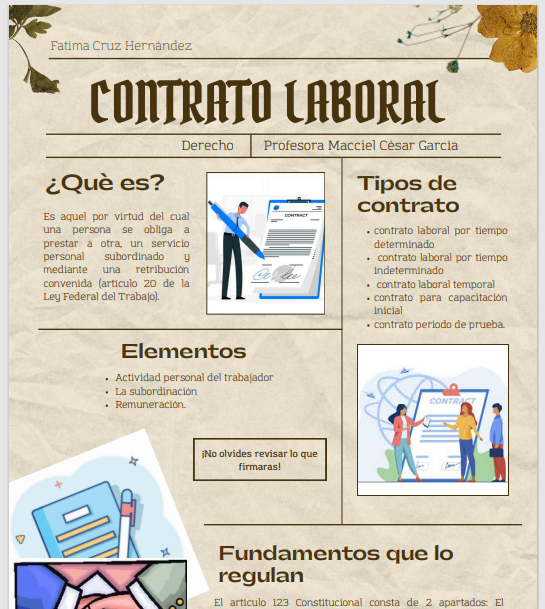 Fatima Cruz Hernández
CONTRATO LABORAL
Derecho
Profesora Macciel Cèsar Garcia
¿Què es?
Es aquel por virtud del cual
una persona se obliga a
prestar a otra, un servicio
personal subordinado y
mediante una retribución
convenida (articulo 20 de la
Ley Federal del Trabajo).
CONTRACT
Tipos de
contrato
• contrato laboral por tiempo
determinado
• contrato laboral por tiempo
indeterminado
• contrato laboral temporal
• contrato para capacitación
inicial
• contrato periodo de prueba.
CONTRACT
Elementos
• Actividad personal del trabajador
• La subordinación
• Remuneración.
¡No olvides revisar lo que
firmaras!
Fundamentos que lo
regulan
El articulo 123 Constitucional consta de 2 apartados: El